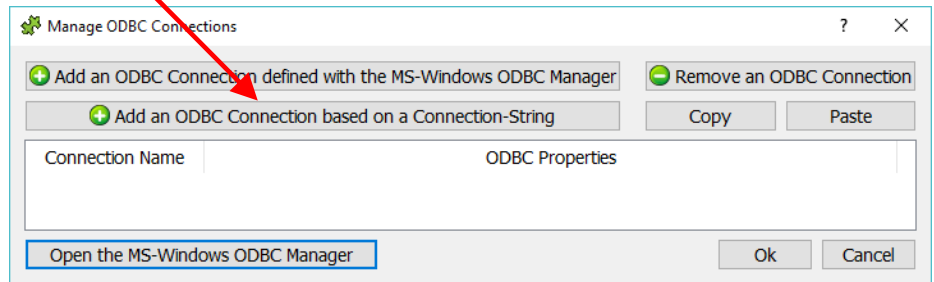 Manage ODBC Connections ?
Add an ODBC Connection defined with the MS-Windows ODBC Manager Remove an ODBC Connection
Add an ODBC Connection based on a Connection-String Copy Paste
Connection Name ODBC Properties
Open the MS-Windows ODBC Manager Ok Cancel